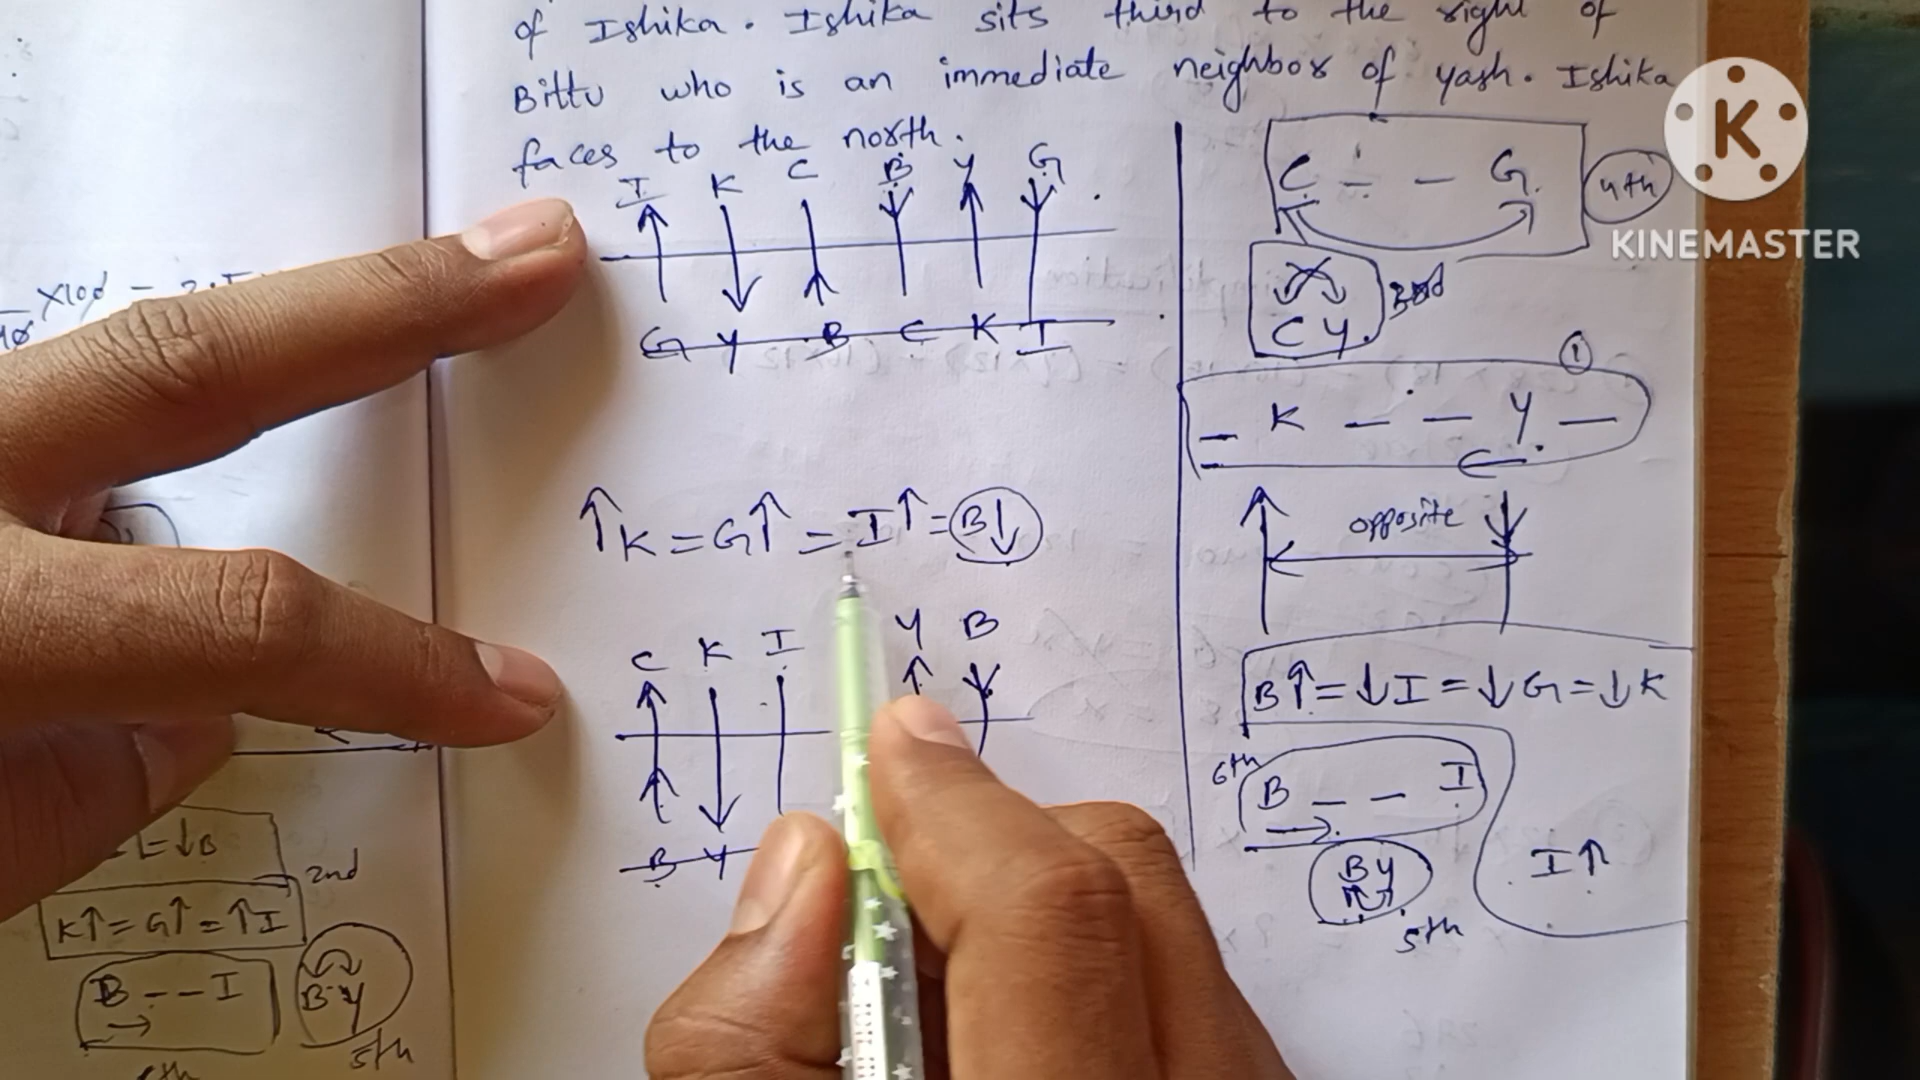 of Ishika. Ishika sits third to the right of
Bittu who is an immediate neighbor of yash. Ishika
faces to the north.
I K C B Y G
G Y B C K I
↑K = G↑ = I↑ = B↓
C K I Y B
B Y
C - - G 4th
C Y
- K - - Y - 1
opposite
B↑ = ↓I = ↓G = ↓K
6th B - - I
I↑
B Y
5th
K
KINEMASTER
= ↓B
2nd
K↑ = G↑ = ↑I
B - - I
B Y
5th